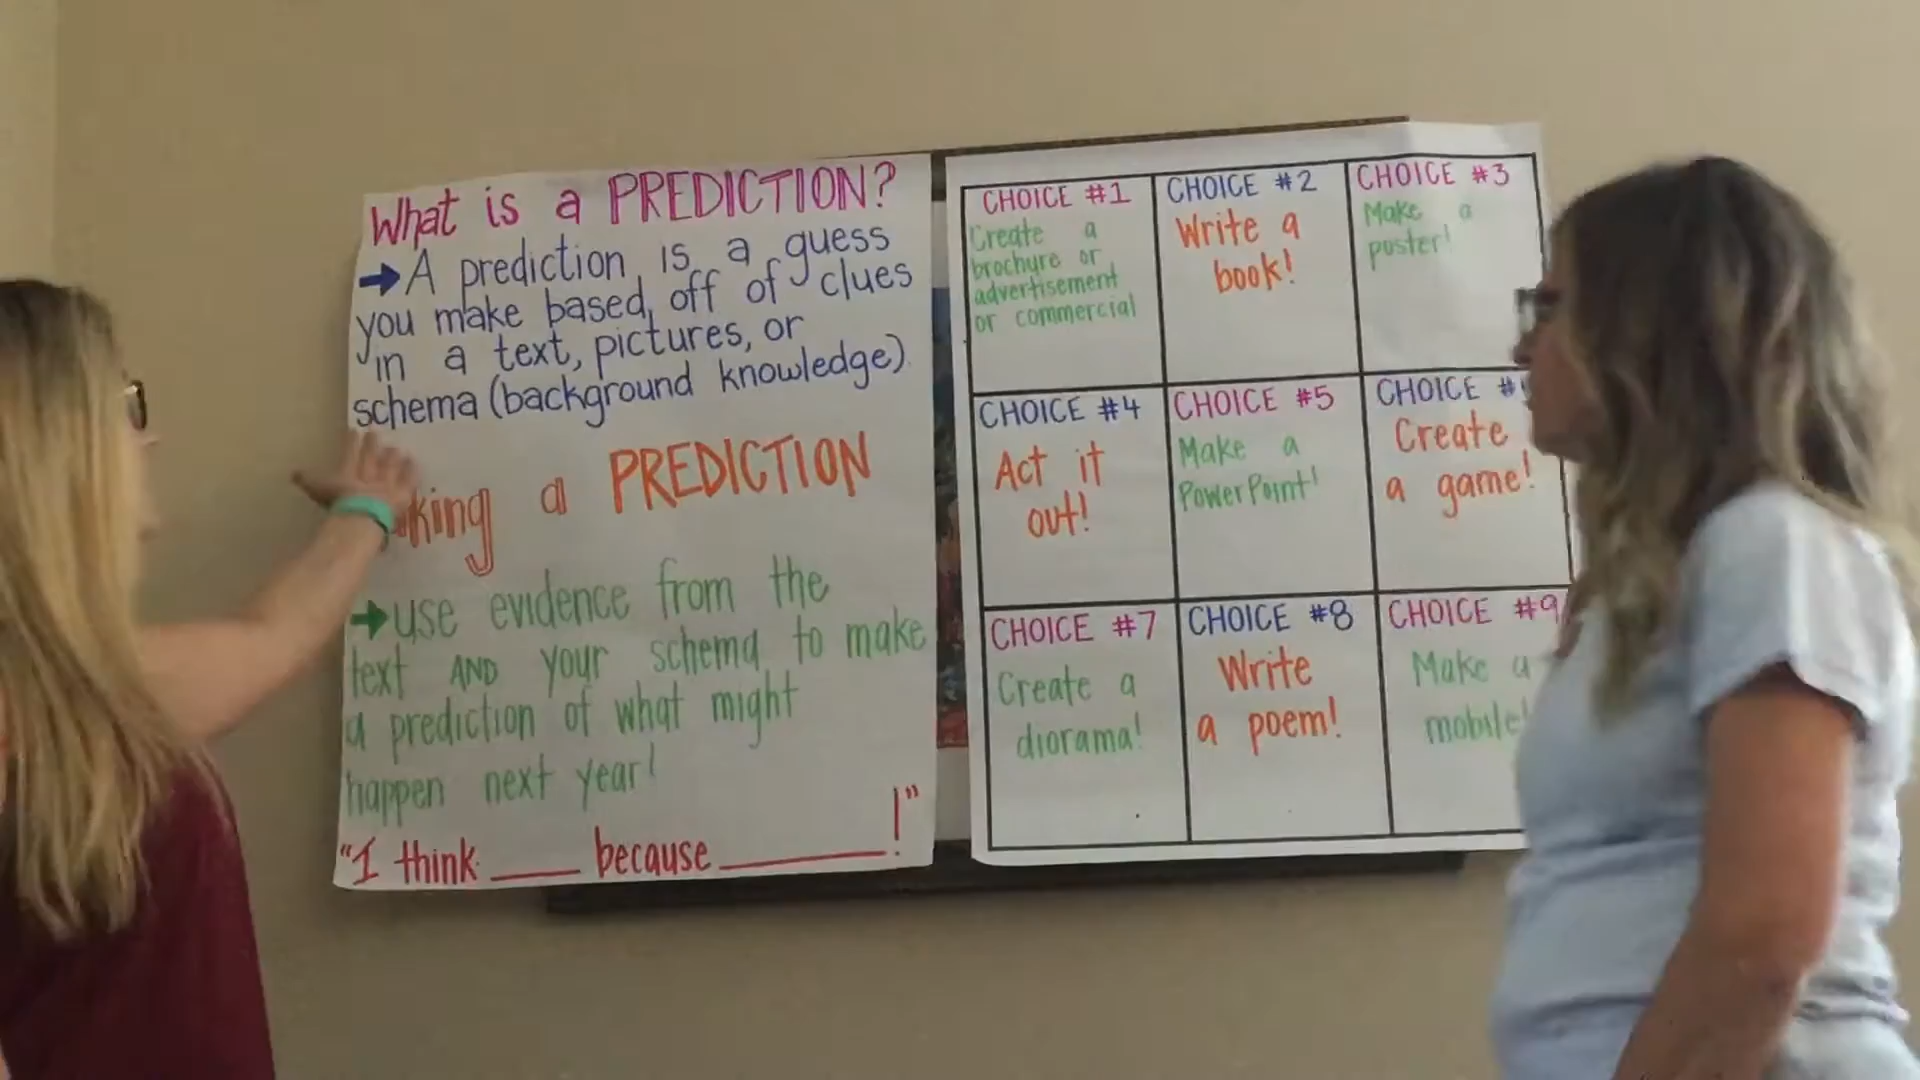 What is a PREDICTION?
→ A prediction is a guess
you make based off of clues
in a text, pictures, or
schema (background knowledge).
king a PREDICTION
→ use evidence from the
text AND your schema to make
a prediction of what might
happen next year!
"I think ____ because ________!"
CHOICE #1
Create a
brochure or
advertisement
or commercial
CHOICE #2
Write a
book!
CHOICE #3
Make a
poster!
CHOICE #4
Act it
out!
CHOICE #5
Make a
PowerPoint!
CHOICE #
Create
a game!
CHOICE #7
Create a
diorama!
CHOICE #8
Write
a poem!
CHOICE #9
Make a
mobile!